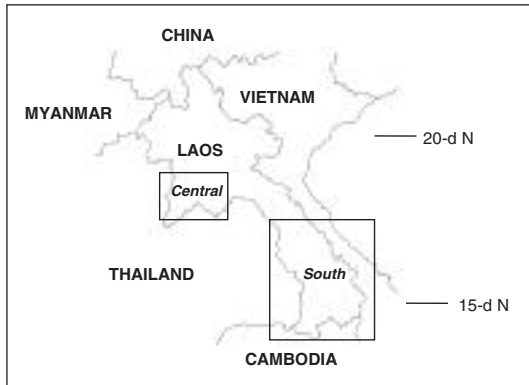 CHINA
VIETNAM
MYANMAR
20-d N
LAOS
Central
THAILAND
South
15-d N
CAMBODIA